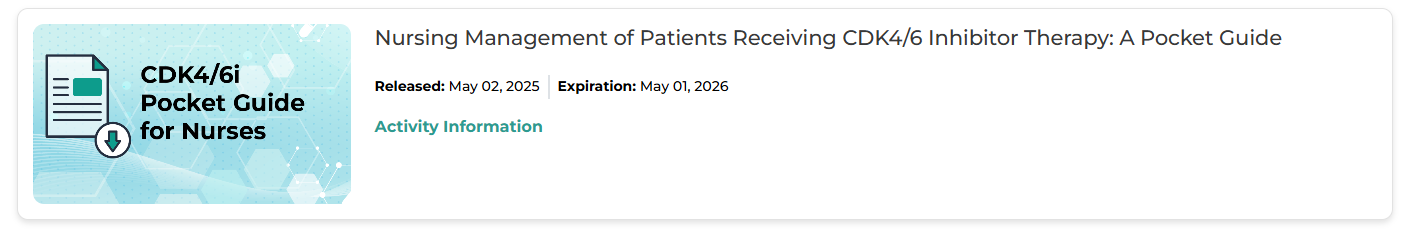 CDK4/6i
Pocket Guide
for Nurses
Nursing Management of Patients Receiving CDK4/6 Inhibitor Therapy: A Pocket Guide
Released: May 02, 2025 Expiration: May 01, 2026
Activity Information